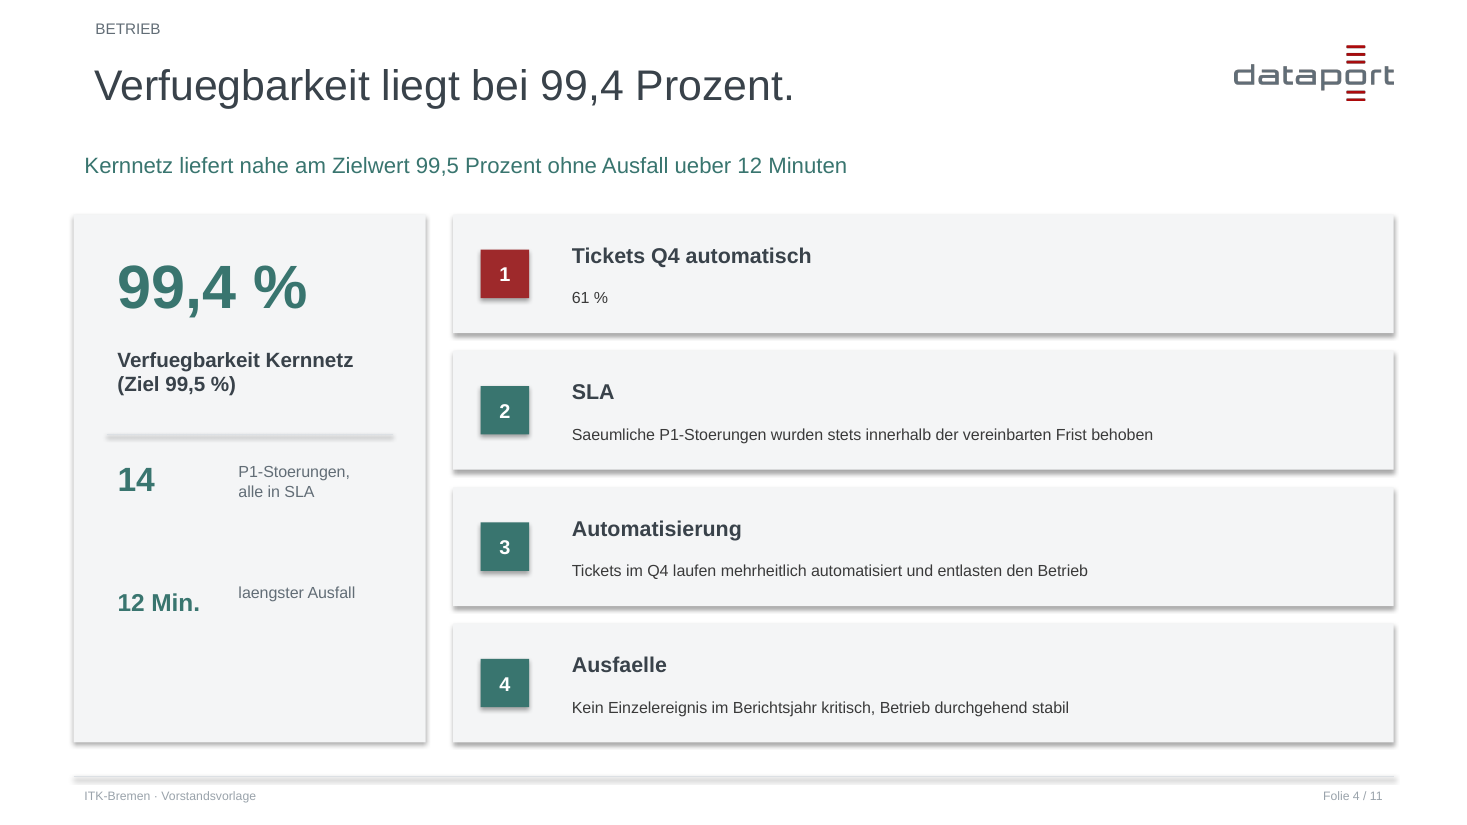 BETRIEB
Verfuegbarkeit liegt bei 99,4 Prozent.
dataport
Kernnetz liefert nahe am Zielwert 99,5 Prozent ohne Ausfall ueber 12 Minuten
99,4 %
Verfuegbarkeit Kernnetz
(Ziel 99,5 %)
14
P1-Stoerungen,
alle in SLA
12 Min.
laengster Ausfall
1
Tickets Q4 automatisch
61 %
2
SLA
Saeumliche P1-Stoerungen wurden stets innerhalb der vereinbarten Frist behoben
3
Automatisierung
Tickets im Q4 laufen mehrheitlich automatisiert und entlasten den Betrieb
4
Ausfaelle
Kein Einzelereignis im Berichtsjahr kritisch, Betrieb durchgehend stabil
ITK-Bremen · Vorstandsvorlage
Folie 4 / 11